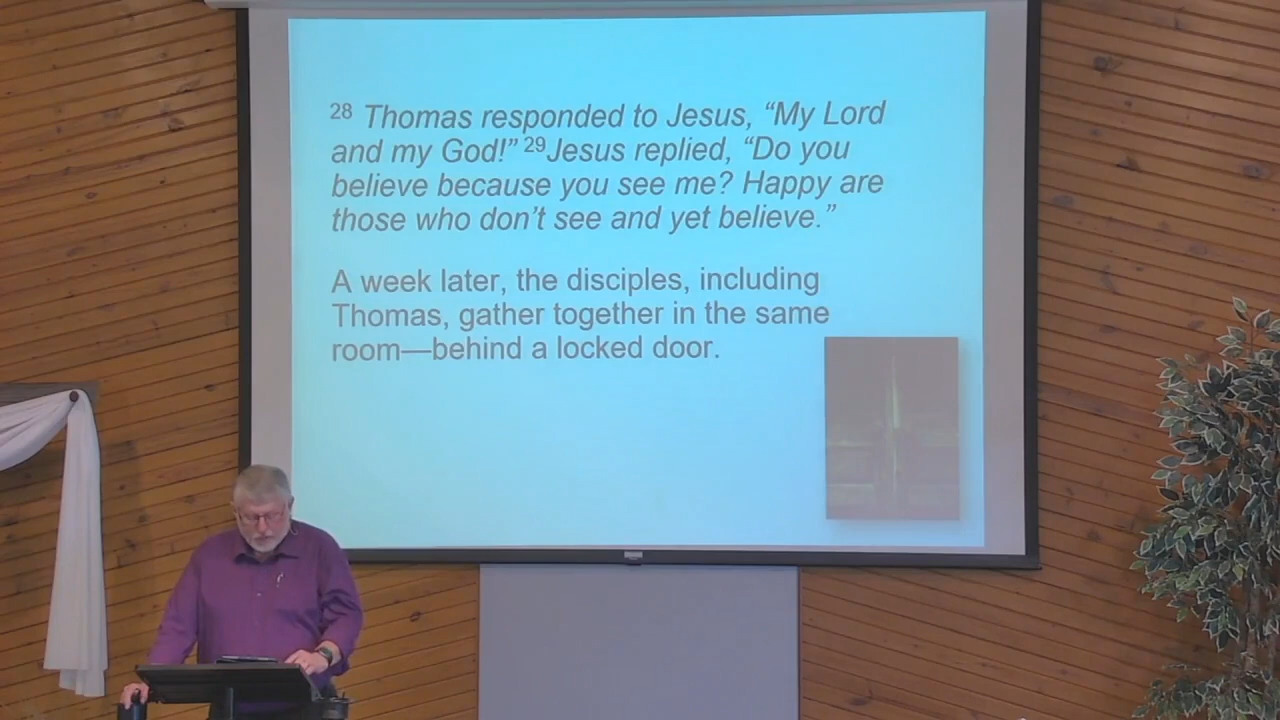 28 Thomas responded to Jesus, “My Lord
and my God!” 29Jesus replied, “Do you
believe because you see me? Happy are
those who don’t see and yet believe.”
A week later, the disciples, including
Thomas, gather together in the same
room—behind a locked door.